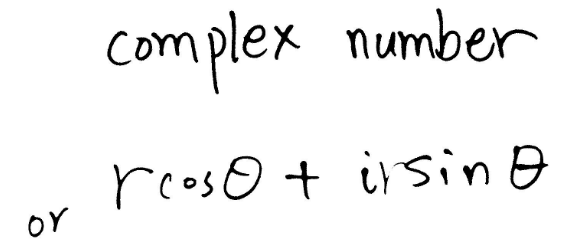 complex number
or rcosθ + irsinθ